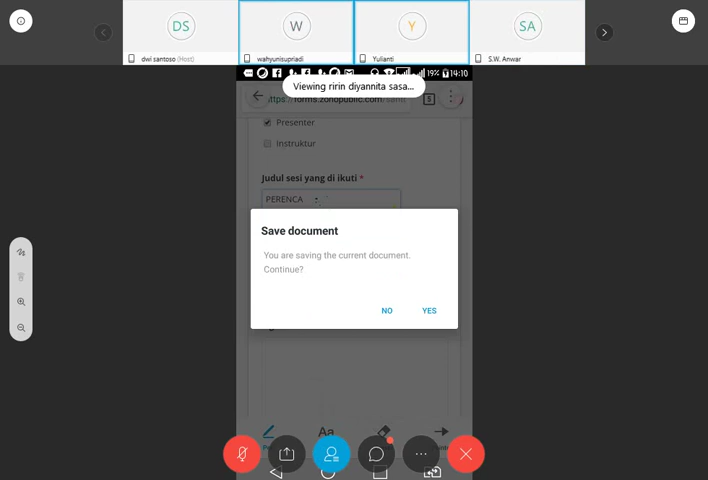 DS
W
Y
SA
dwi santoso (Host)
wahyunisupriadi
Yulianti
S.W. Anwar
19% 14:10
Viewing ririn diyannita sasa...
Presenter
Instruktur
Judul sesi yang di ikuti *
PERENCA
Save document
You are saving the current document.
Continue?
NO YES
Aa